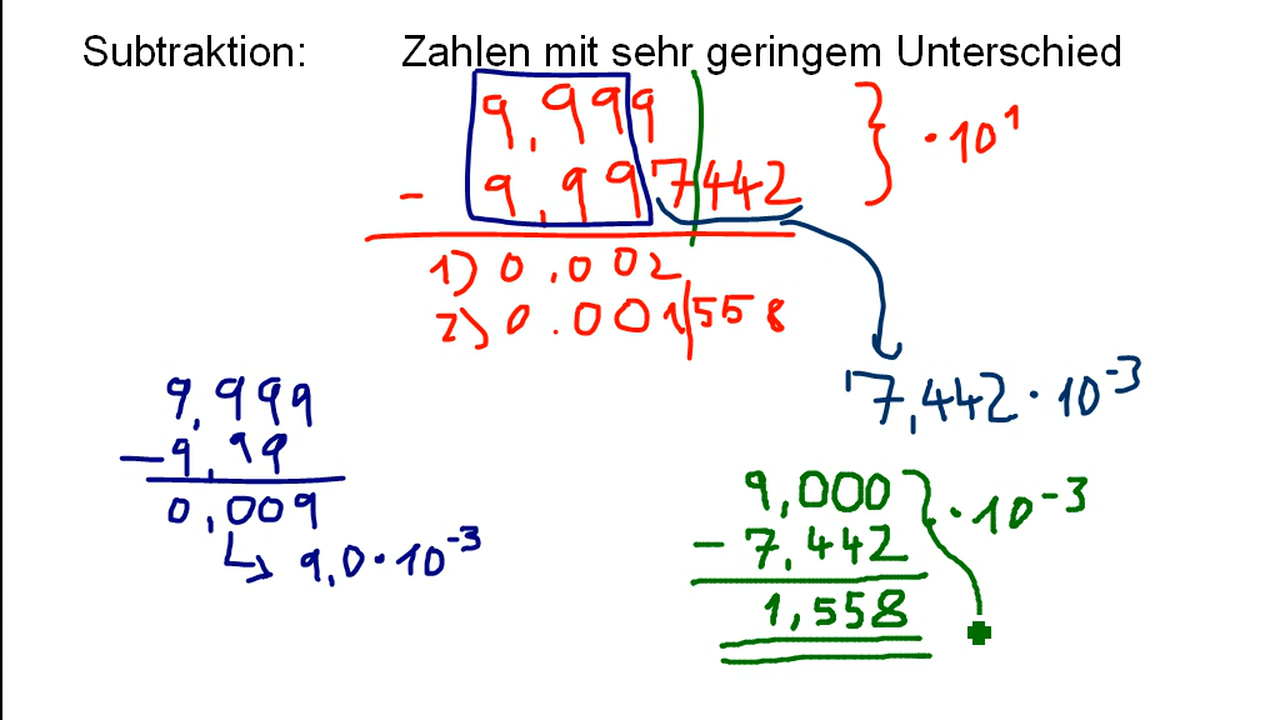 Subtraktion: Zahlen mit sehr geringem Unterschied
9,999
- 9,997442 } · 10¹
1) 0.002
2) 0.001|558
7,442 · 10⁻³
9,999
-9,99
0,009
↳ 9,0 · 10⁻³
9,000
- 7,442 } · 10⁻³
1,558